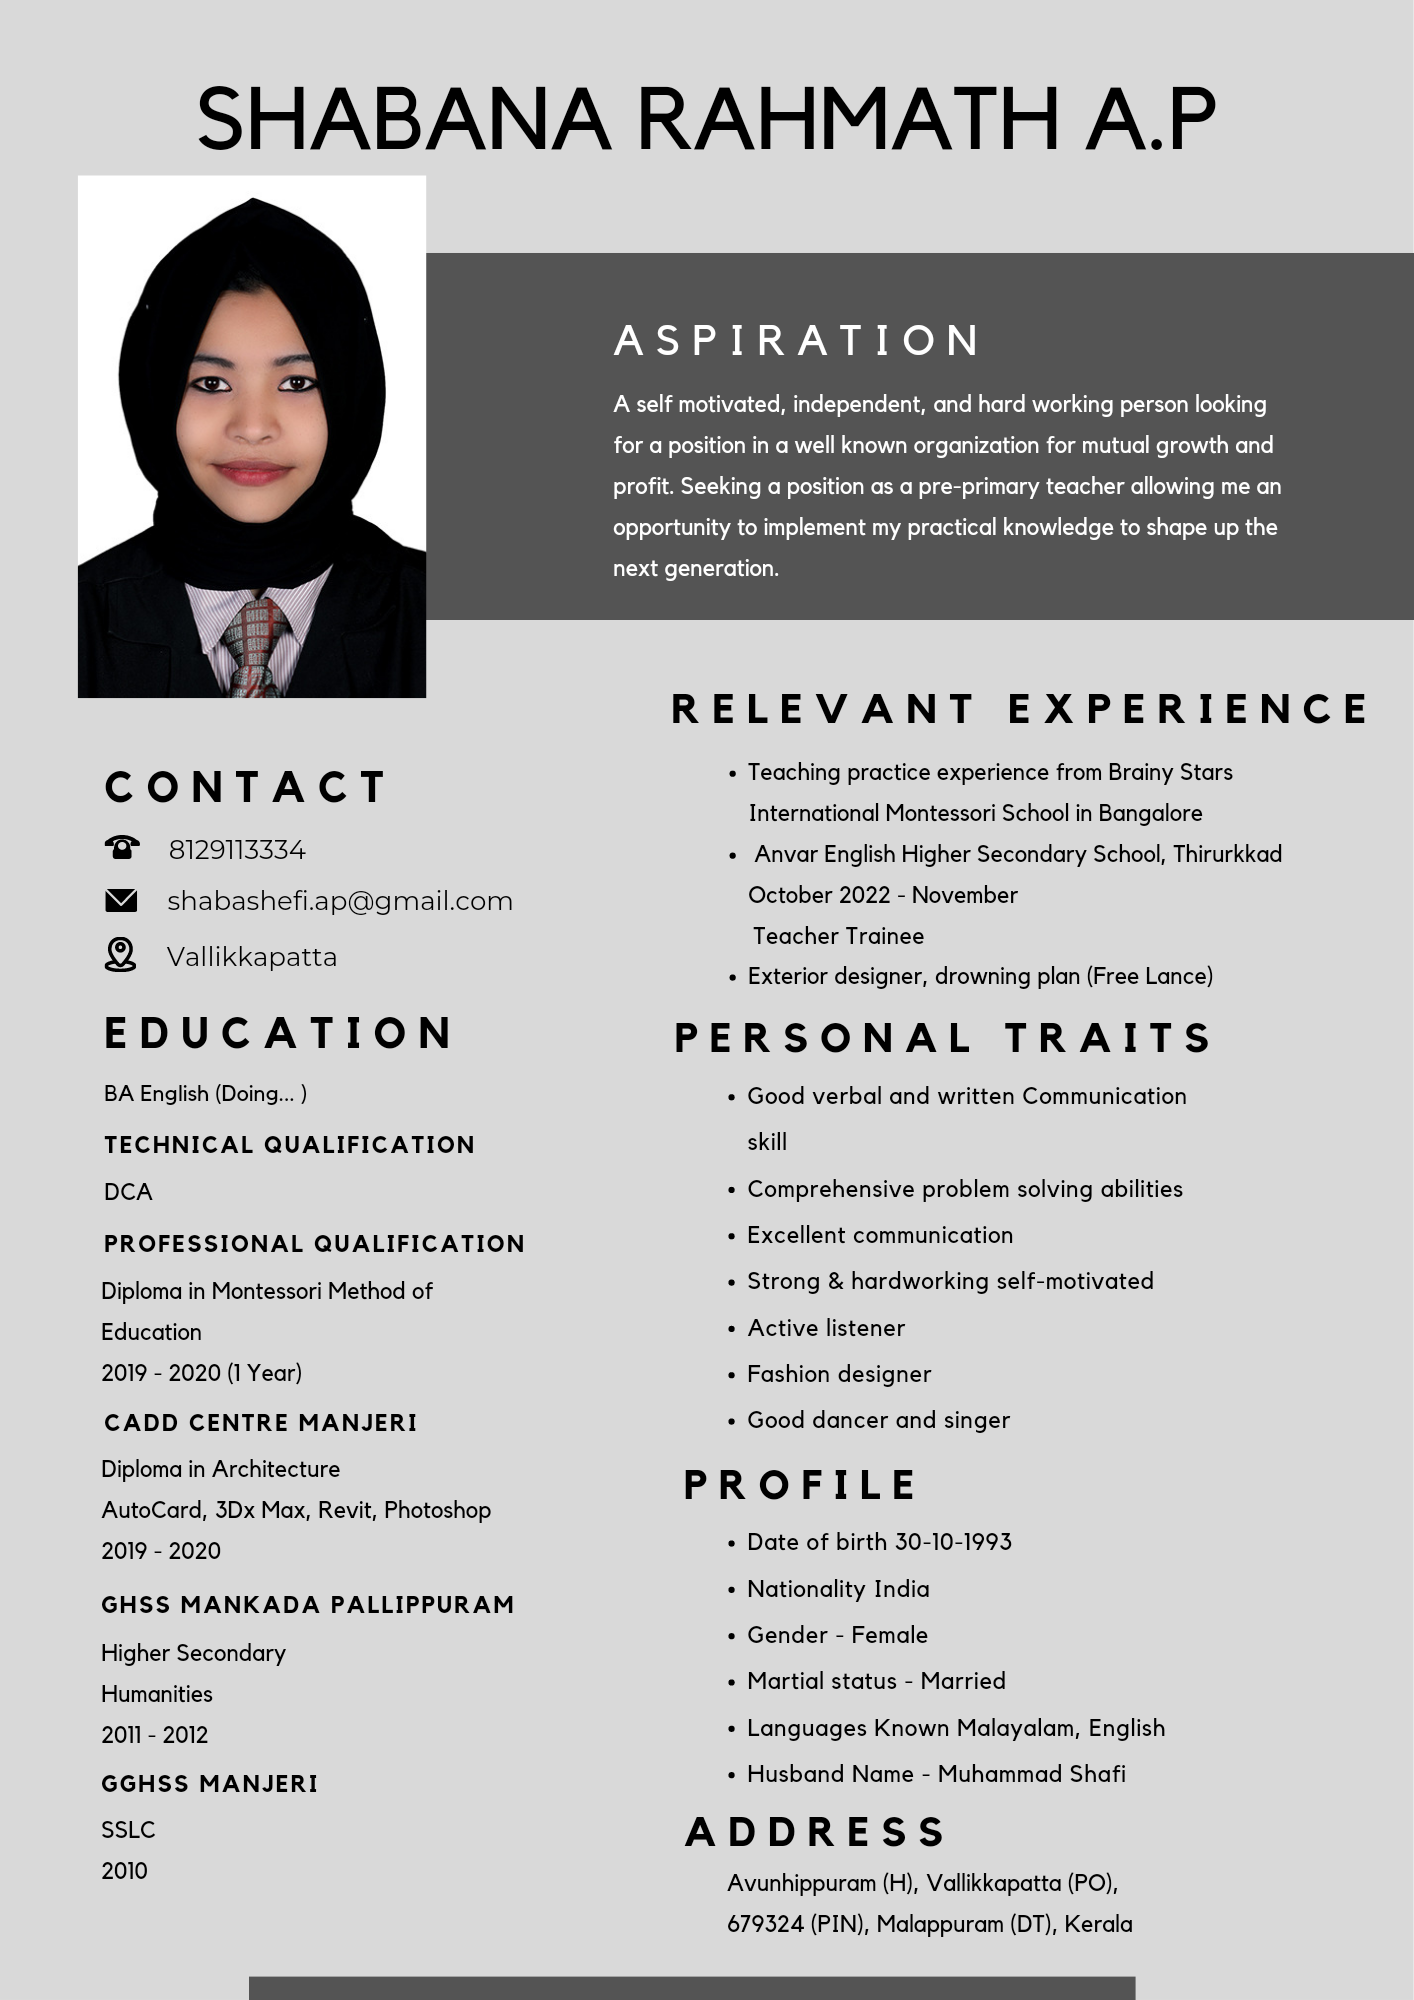 SHABANA RAHMATH A.P
ASPIRATION
A self motivated, independent, and hard working person looking
for a position in a well known organization for mutual growth and
profit. Seeking a position as a pre-primary teacher allowing me an
opportunity to implement my practical knowledge to shape up the
next generation.
CONTACT
8129113334
shabashefi.ap@gmail.com
Vallikkapatta
EDUCATION
BA English (Doing... )
TECHNICAL QUALIFICATION
DCA
PROFESSIONAL QUALIFICATION
Diploma in Montessori Method of
Education
2019 - 2020 (1 Year)
CADD CENTRE MANJERI
Diploma in Architecture
AutoCard, 3Dx Max, Revit, Photoshop
2019 - 2020
GHSS MANKADA PALLIPPURAM
Higher Secondary
Humanities
2011 - 2012
GGHSS MANJERI
SSLC
2010
RELEVANT EXPERIENCE
• Teaching practice experience from Brainy Stars
International Montessori School in Bangalore
• Anvar English Higher Secondary School, Thirurkkad
October 2022 - November
Teacher Trainee
• Exterior designer, drowning plan (Free Lance)
PERSONAL TRAITS
• Good verbal and written Communication
skill
• Comprehensive problem solving abilities
• Excellent communication
• Strong & hardworking self-motivated
• Active listener
• Fashion designer
• Good dancer and singer
PROFILE
• Date of birth 30-10-1993
• Nationality India
• Gender - Female
• Martial status - Married
• Languages Known Malayalam, English
• Husband Name - Muhammad Shafi
ADDRESS
Avunhippuram (H), Vallikkapatta (PO),
679324 (PIN), Malappuram (DT), Kerala